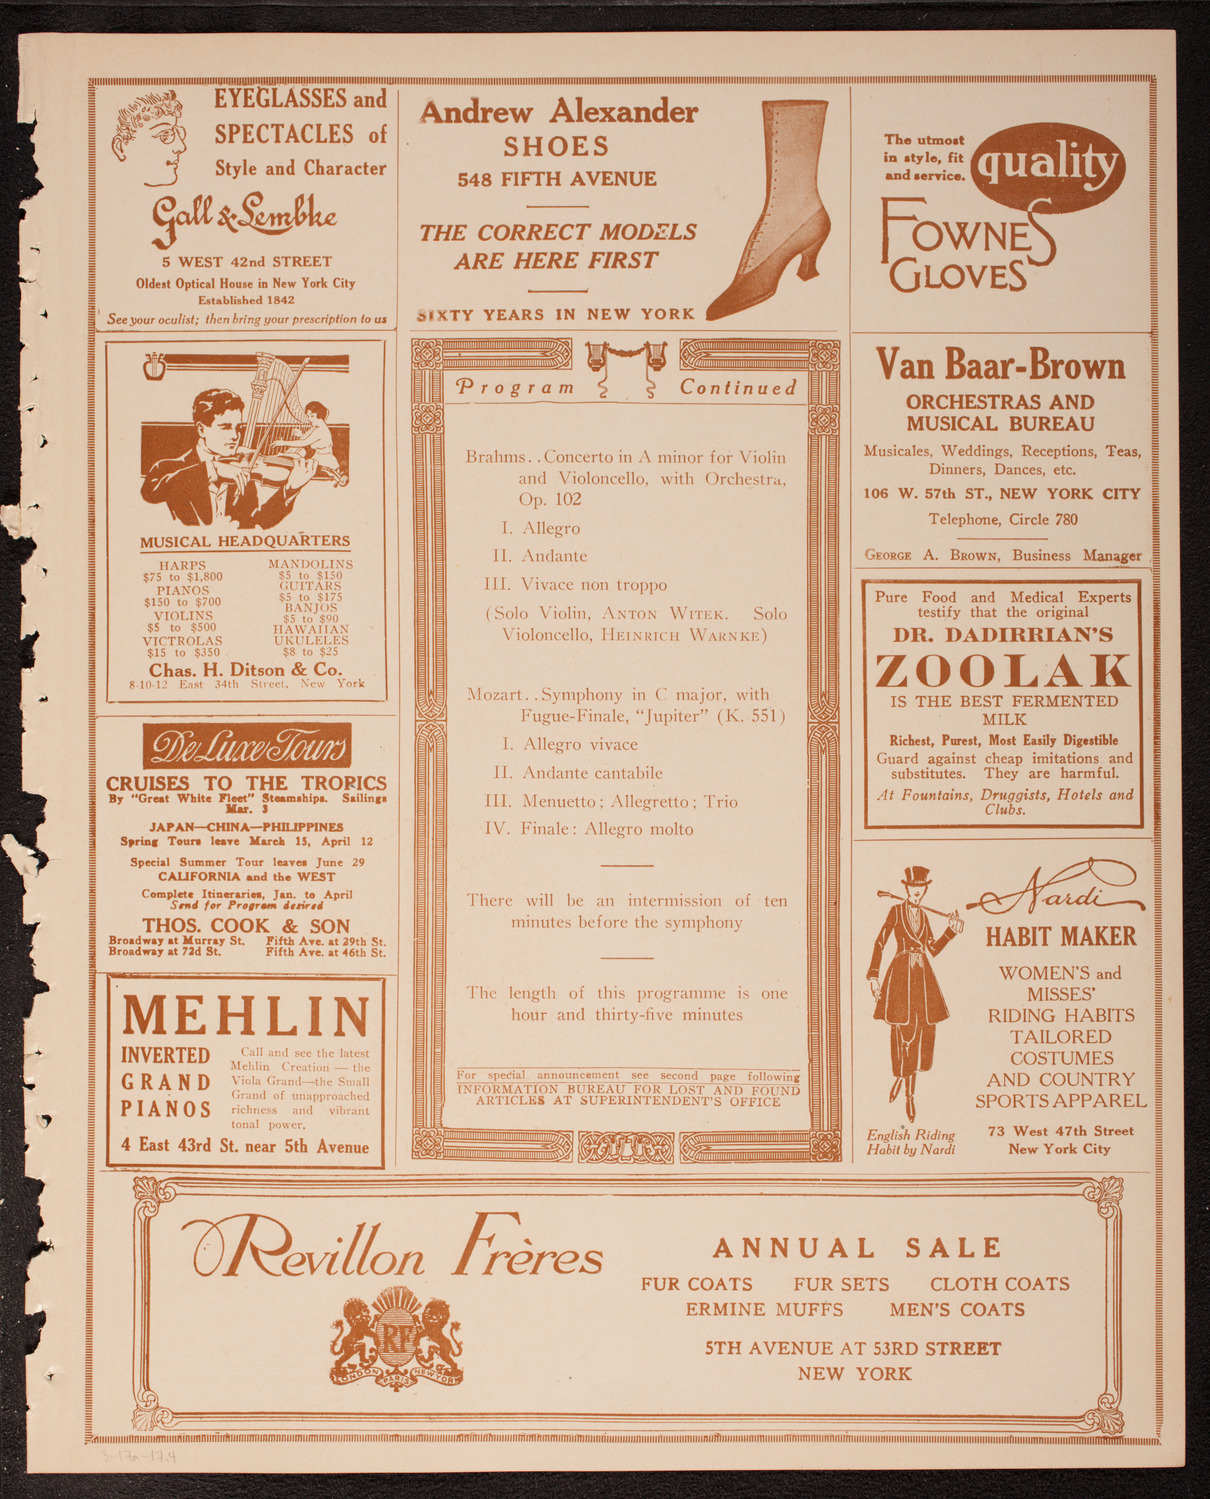 EYEGLASSES and
SPECTACLES of
Style and Character
Gall & Lembke
5 WEST 42nd STREET
Oldest Optical House in New York City
Established 1842
See your oculist; then bring your prescription to us
Andrew Alexander
SHOES
548 FIFTH AVENUE
THE CORRECT MODELS
ARE HERE FIRST
SIXTY YEARS IN NEW YORK
The utmost
in style, fit
and service.
quality
FOWNES
GLOVES
MUSICAL HEADQUARTERS
HARPS
$75 to $1,800
PIANOS
$150 to $700
VIOLINS
$5 to $500
VICTROLAS
$15 to $350
MANDOLINS
$5 to $150
GUITARS
$5 to $175
BANJOS
$5 to $90
HAWAIIAN
UKULELES
$8 to $25
Chas. H. Ditson & Co.
8-10-12 East 34th Street, New York
De Luxe Tours
CRUISES TO THE TROPICS
By "Great White Fleet" Steamships. Sailings
Mar. 3
JAPAN—CHINA—PHILIPPINES
Spring Tours leave March 15, April 12
Special Summer Tour leaves June 29
CALIFORNIA and the WEST
Complete Itineraries, Jan. to April
Send for Program desired
THOS. COOK & SON
Broadway at Murray St. Fifth Ave. at 29th St.
Broadway at 72d St. Fifth Ave. at 46th St.
MEHLIN
INVERTED
GRAND
PIANOS
Call and see the latest
Mehlin Creation — the
Viola Grand—the Small
Grand of unapproached
richness and vibrant
tonal power.
4 East 43rd St. near 5th Avenue
Program Continued
Brahms..Concerto in A minor for Violin
and Violoncello, with Orchestra,
Op. 102
I. Allegro
II. Andante
III. Vivace non troppo
(Solo Violin, ANTON WITEK. Solo
Violoncello, HEINRICH WARNKE)
Mozart..Symphony in C major, with
Fugue-Finale, "Jupiter" (K. 551)
I. Allegro vivace
II. Andante cantabile
III. Menuetto; Allegretto; Trio
IV. Finale: Allegro molto
There will be an intermission of ten
minutes before the symphony
The length of this programme is one
hour and thirty-five minutes
For special announcement see second page following
INFORMATION BUREAU FOR LOST AND FOUND
ARTICLES AT SUPERINTENDENT'S OFFICE
Van Baar-Brown
ORCHESTRAS AND
MUSICAL BUREAU
Musicales, Weddings, Receptions, Teas,
Dinners, Dances, etc.
106 W. 57th ST., NEW YORK CITY
Telephone, Circle 780
GEORGE A. BROWN, Business Manager
Pure Food and Medical Experts
testify that the original
DR. DADIRRIAN'S
ZOOLAK
IS THE BEST FERMENTED
MILK
Richest, Purest, Most Easily Digestible
Guard against cheap imitations and
substitutes. They are harmful.
At Fountains, Druggists, Hotels and
Clubs.
Nardi
HABIT MAKER
WOMEN'S and
MISSES'
RIDING HABITS
TAILORED
COSTUMES
AND COUNTRY
SPORTS APPAREL
73 West 47th Street
New York City
English Riding
Habit by Nardi
Revillon Frères
RF
LONDON PARIS NEW YORK
ANNUAL SALE
FUR COATS FUR SETS CLOTH COATS
ERMINE MUFFS MEN'S COATS
5TH AVENUE AT 53RD STREET
NEW YORK
3-17a-17.4